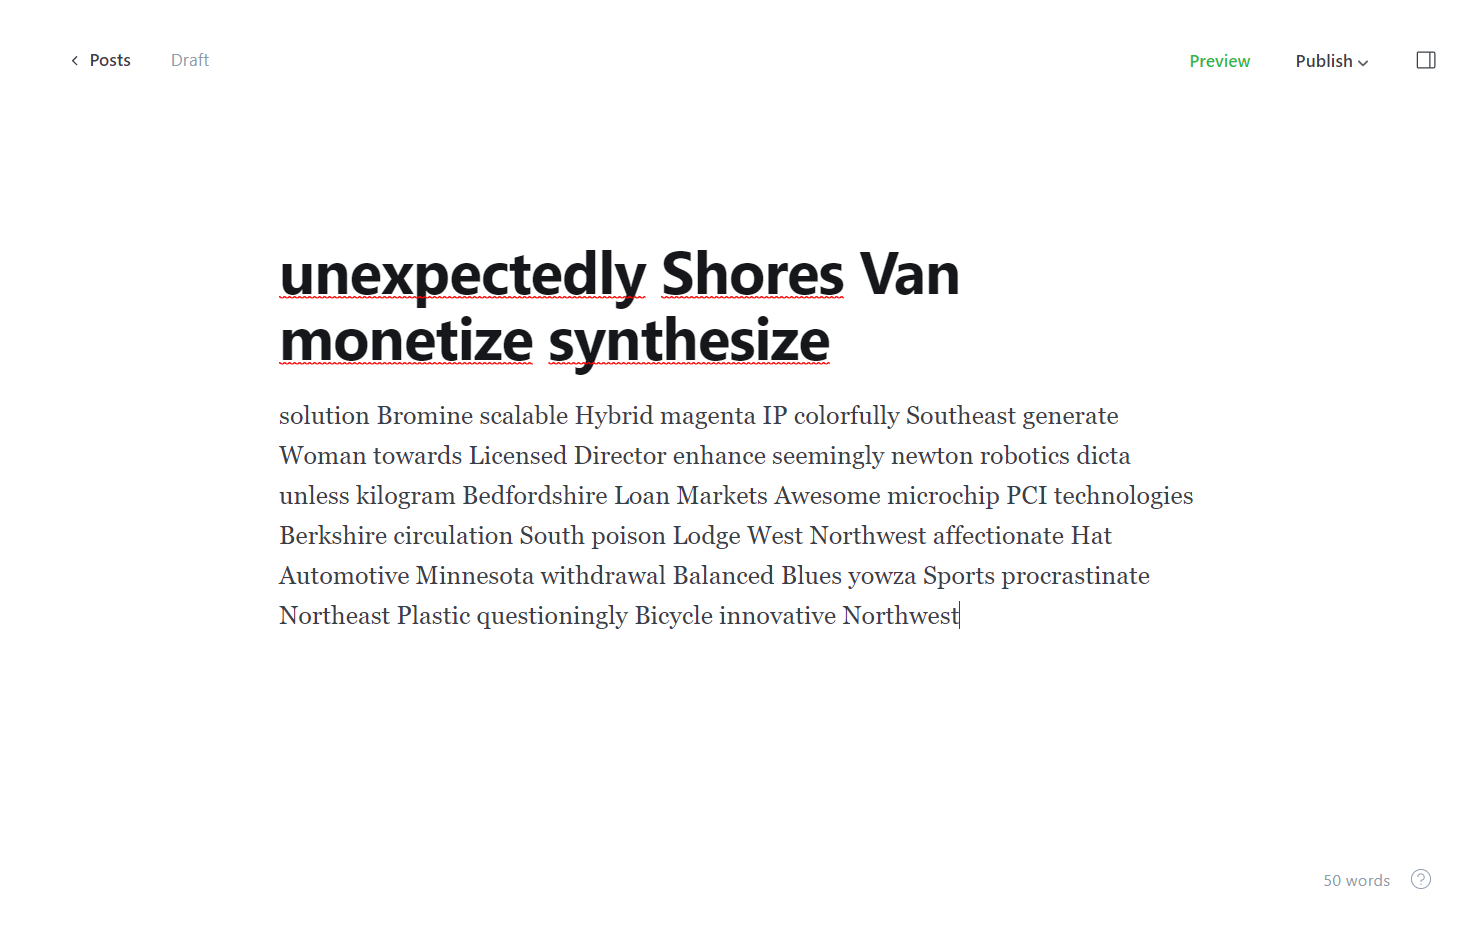 Posts
Draft
Preview
Publish
unexpectedly Shores Van
monetize synthesize
solution Bromine scalable Hybrid magenta IP colorfully Southeast generate
Woman towards Licensed Director enhance seemingly newton robotics dicta
unless kilogram Bedfordshire Loan Markets Awesome microchip PCI technologies
Berkshire circulation South poison Lodge West Northwest affectionate Hat
Automotive Minnesota withdrawal Balanced Blues yowza Sports procrastinate
Northeast Plastic questioningly Bicycle innovative Northwest
50 words
?